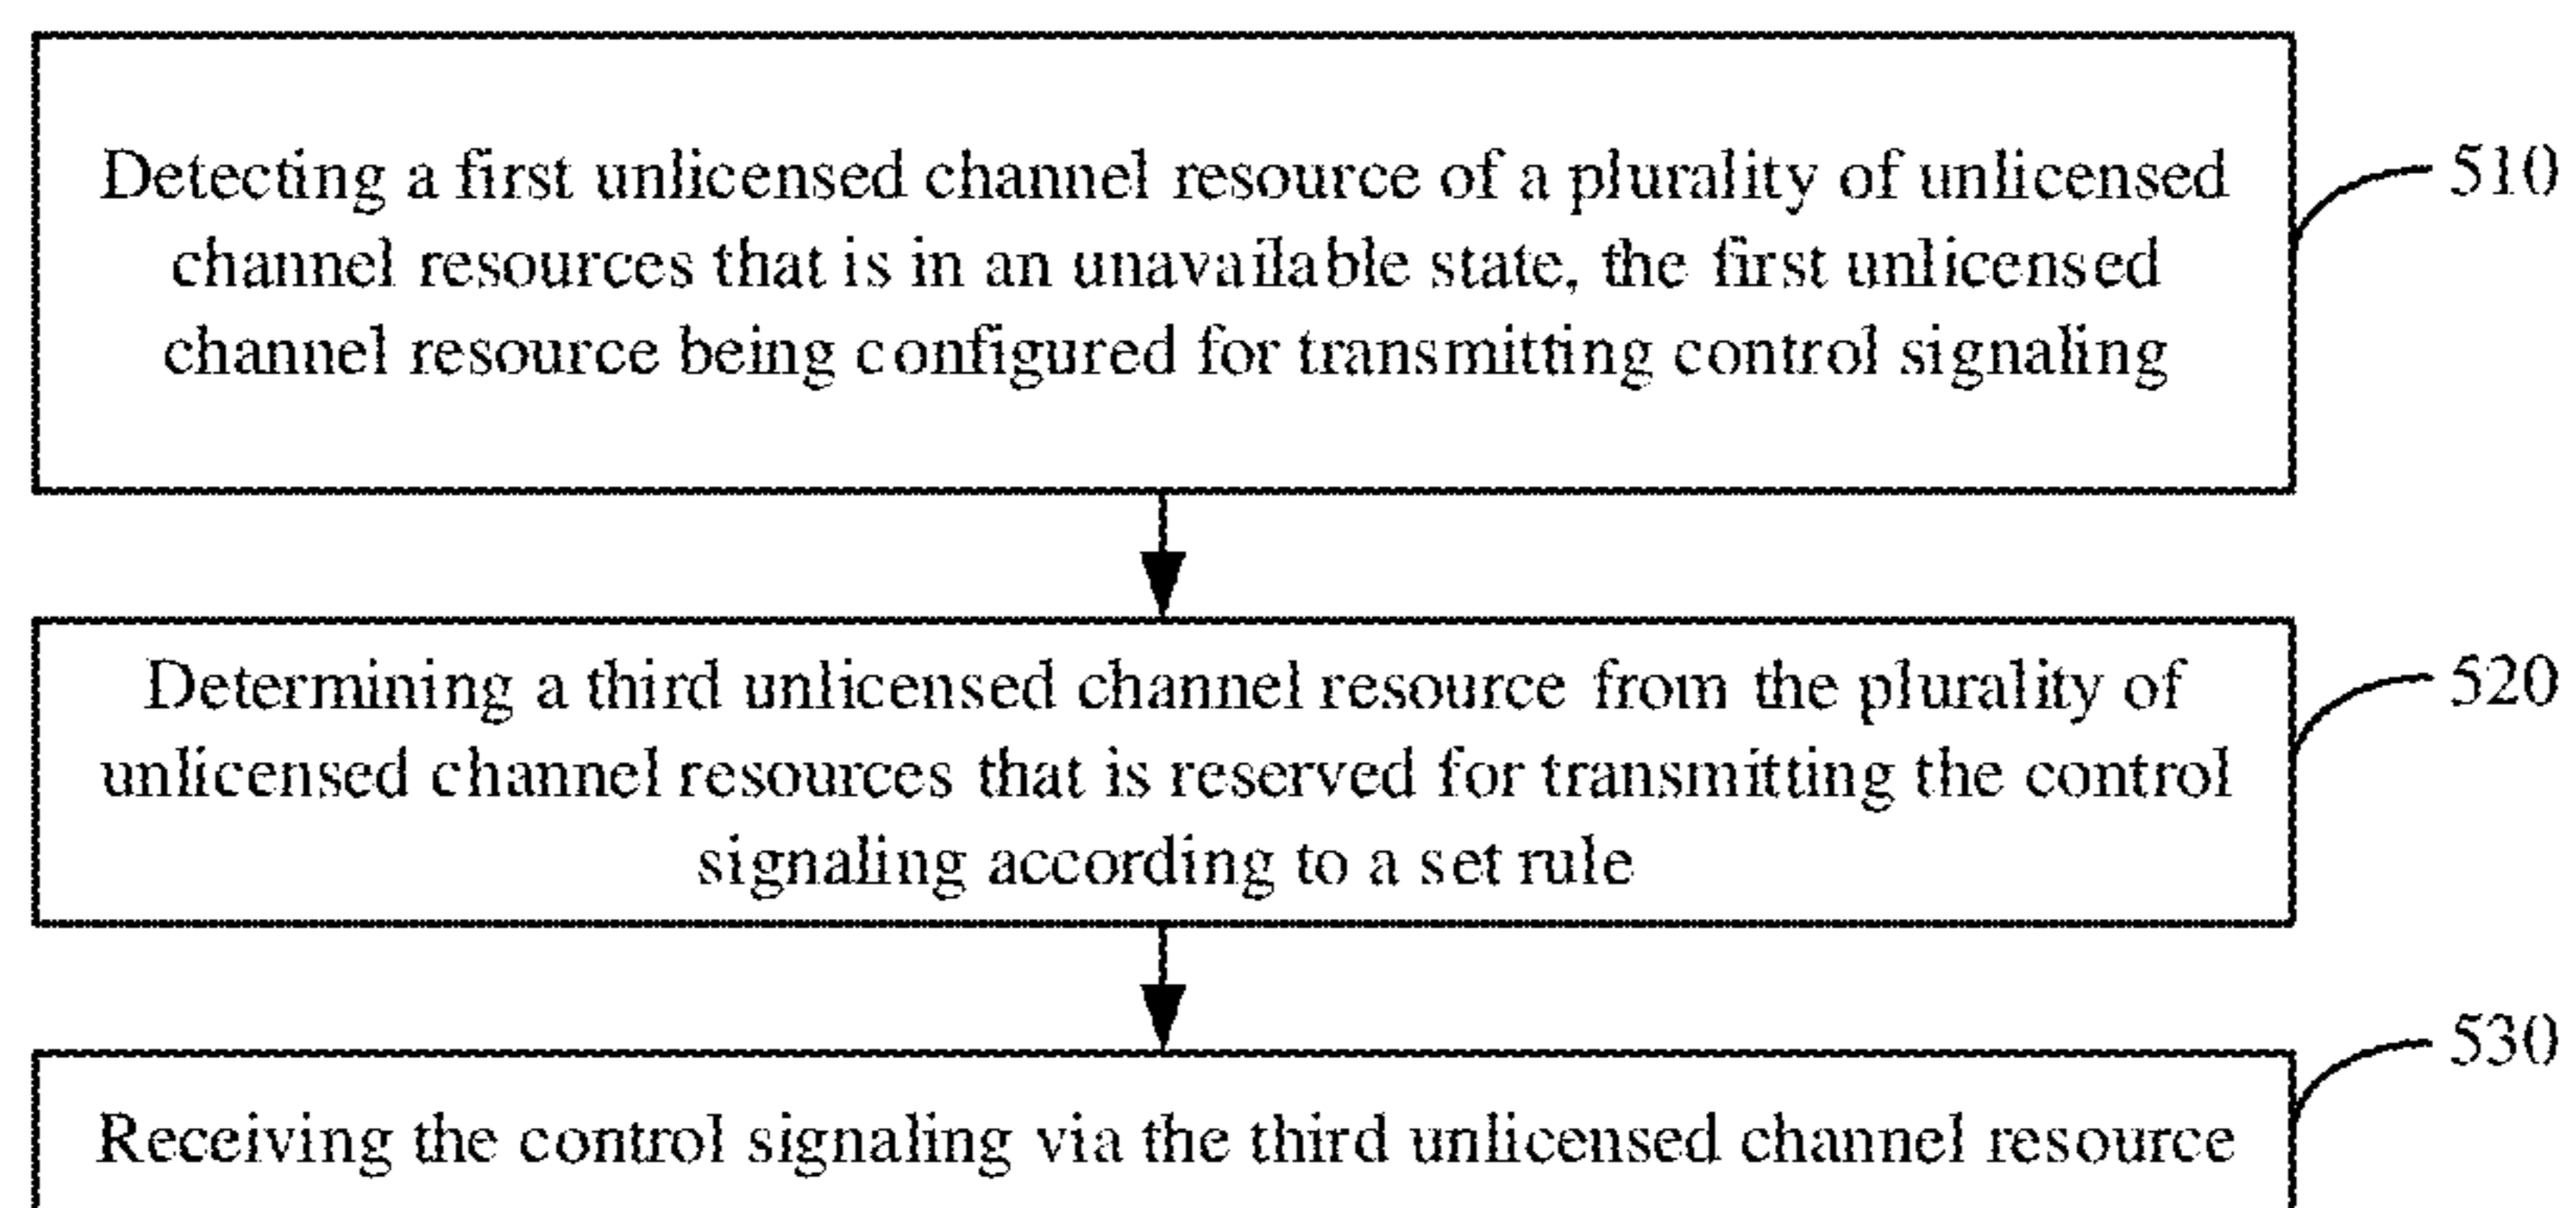 Detecting a first unlicensed channel resource of a plurality of unlicensed
channel resources that is in an unavailable state, the first unlicensed
channel resource being configured for transmitting control signaling
510
Determining a third unlicensed channel resource from the plurality of
unlicensed channel resources that is reserved for transmitting the control
signaling according to a set rule
520
Receiving the control signaling via the third unlicensed channel resource
530